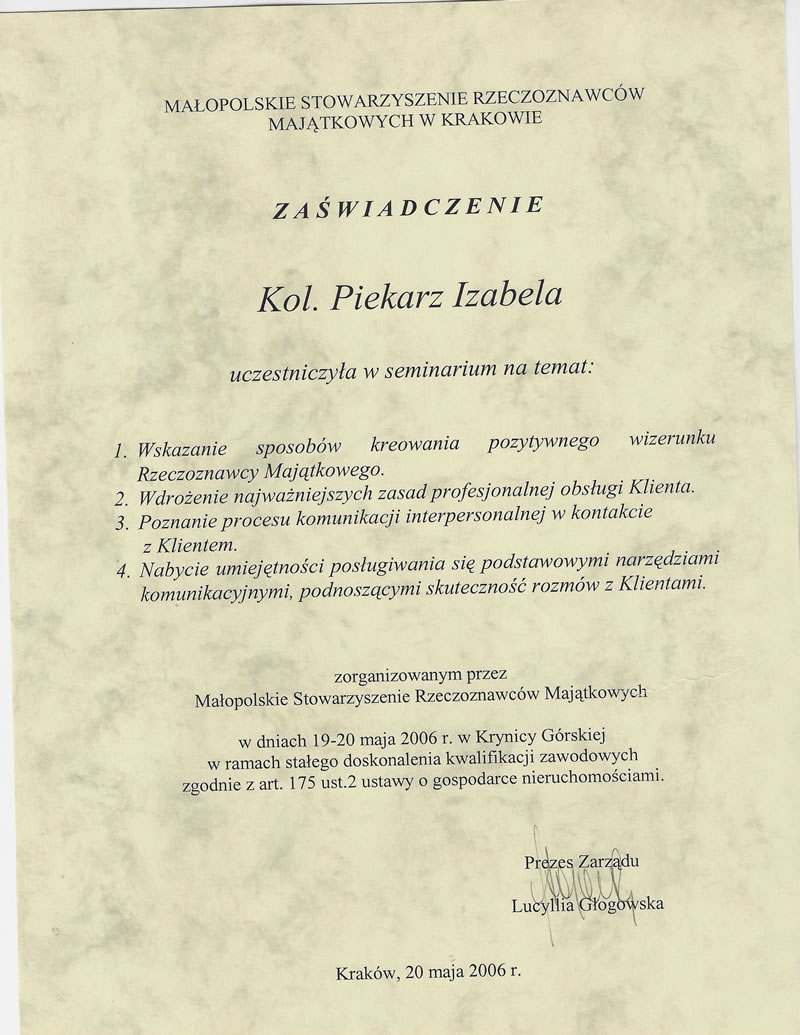 MAŁOPOLSKIE STOWARZYSZENIE RZECZOZNAWCÓW
MAJĄTKOWYCH W KRAKOWIE
ZAŚWIADCZENIE
Kol. Piekarz Izabela
uczestniczyła w seminarium na temat:
1. Wskazanie sposobów kreowania pozytywnego wizerunku
Rzeczoznawcy Majątkowego.
2. Wdrożenie najważniejszych zasad profesjonalnej obsługi Klienta.
3. Poznanie procesu komunikacji interpersonalnej w kontakcie
z Klientem.
4. Nabycie umiejętności posługiwania się podstawowymi narzędziami
komunikacyjnymi, podnoszącymi skuteczność rozmów z Klientami.
zorganizowanym przez
Małopolskie Stowarzyszenie Rzeczoznawców Majątkowych
w dniach 19-20 maja 2006 r. w Krynicy Górskiej
w ramach stałego doskonalenia kwalifikacji zawodowych
zgodnie z art. 175 ust.2 ustawy o gospodarce nieruchomościami.
Prezes Zarządu
Lucyllia Głogowska
Kraków, 20 maja 2006 r.